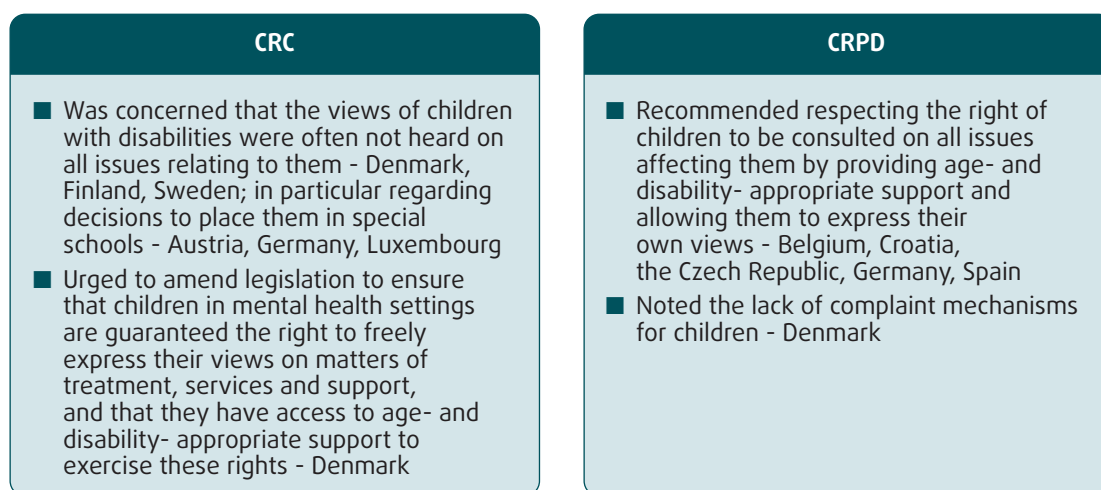 CRC
■ Was concerned that the views of children
with disabilities were often not heard on
all issues relating to them - Denmark,
Finland, Sweden; in particular regarding
decisions to place them in special
schools - Austria, Germany, Luxembourg
■ Urged to amend legislation to ensure
that children in mental health settings
are guaranteed the right to freely
express their views on matters of
treatment, services and support,
and that they have access to age- and
disability- appropriate support to
exercise these rights - Denmark
CRPD
■ Recommended respecting the right of
children to be consulted on all issues
affecting them by providing age- and
disability- appropriate support and
allowing them to express their
own views - Belgium, Croatia,
the Czech Republic, Germany, Spain
■ Noted the lack of complaint mechanisms
for children - Denmark